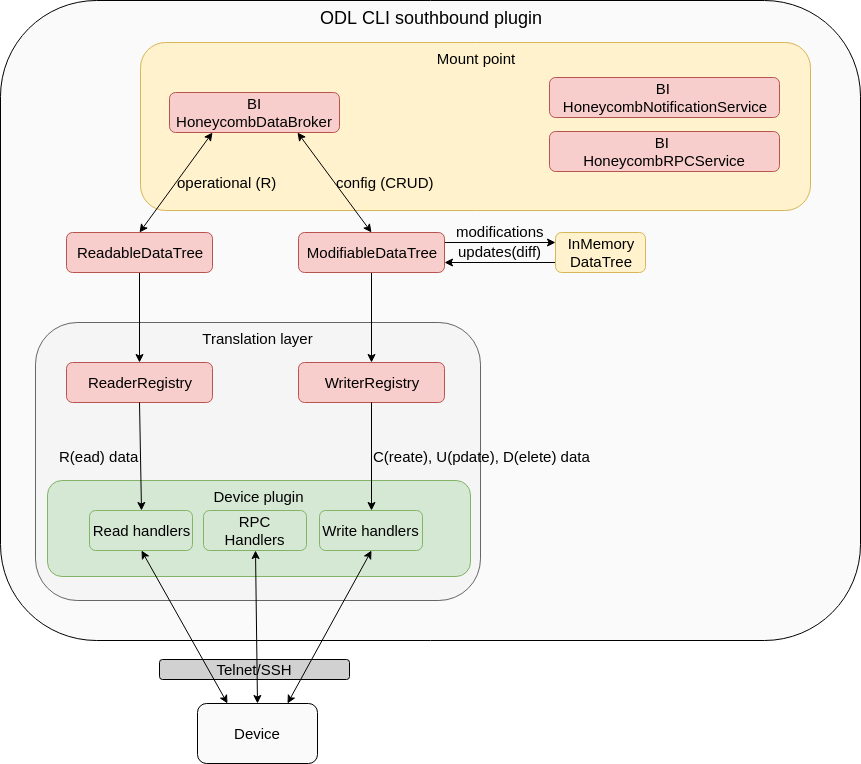 ODL CLI southbound plugin
Mount point
BI
HoneycombDataBroker
BI
HoneycombNotificationService
BI
HoneycombRPCService
operational (R)
config (CRUD)
ReadableDataTree
ModifiableDataTree
modifications
updates(diff)
InMemory
DataTree
Translation layer
ReaderRegistry
WriterRegistry
R(ead) data
C(reate), U(pdate), D(elete) data
Device plugin
Read handlers
RPC
Handlers
Write handlers
Telnet/SSH
Device